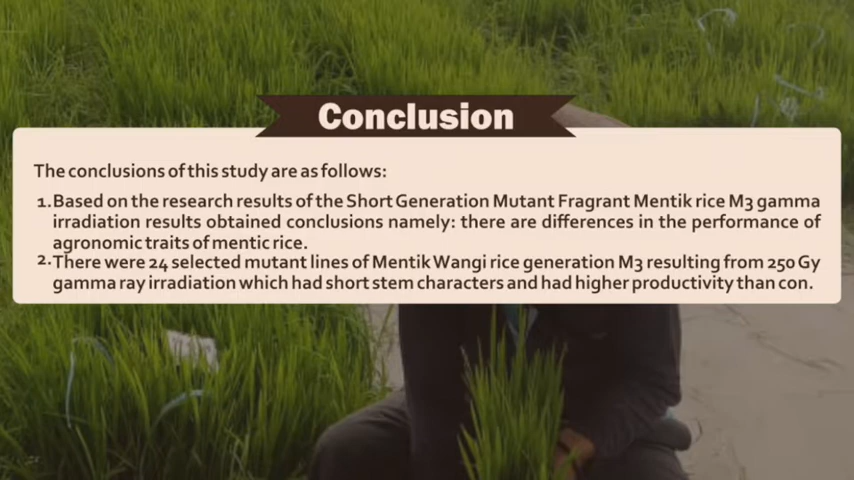 Conclusion
The conclusions of this study are as follows:
1. Based on the research results of the Short Generation Mutant Fragrant Mentik rice M3 gamma
irradiation results obtained conclusions namely: there are differences in the performance of
agronomic traits of mentic rice.
2. There were 24 selected mutant lines of Mentik Wangi rice generation M3 resulting from 250 Gy
gamma ray irradiation which had short stem characters and had higher productivity than con.